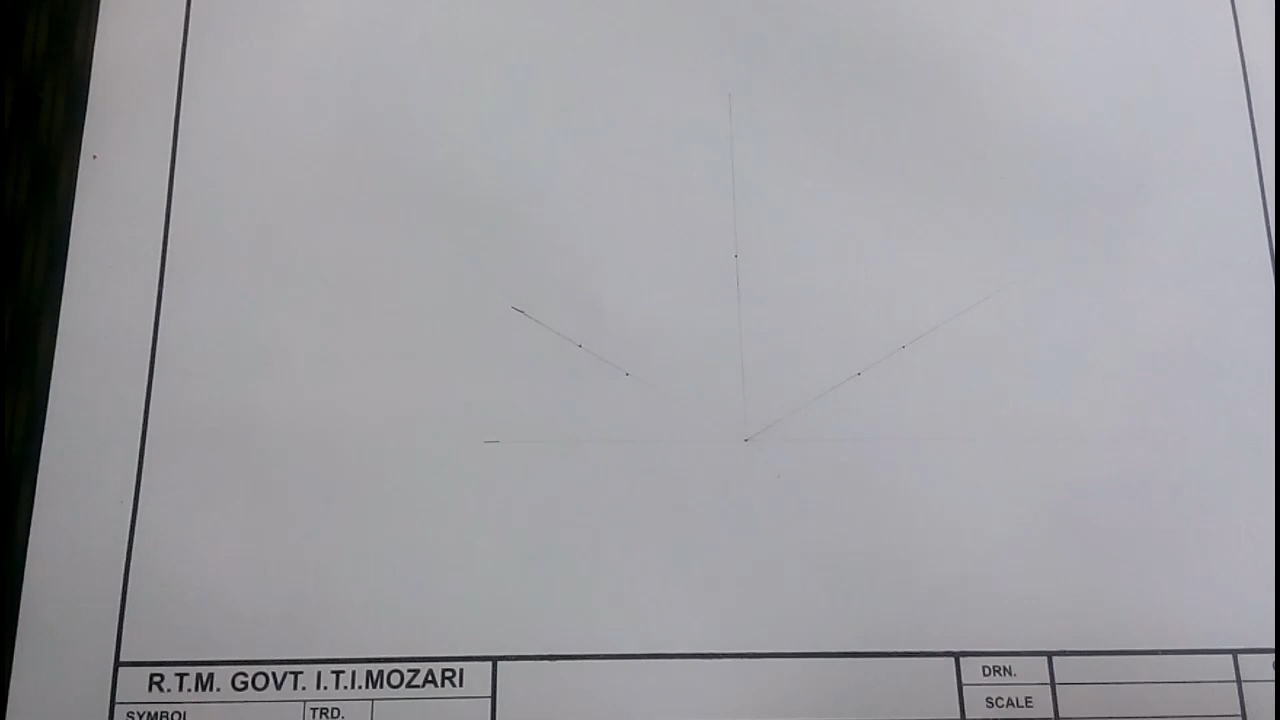 R.T.M. GOVT. I.T.I.MOZARI
DRN.
SCALE
SYMBOL
TRD.